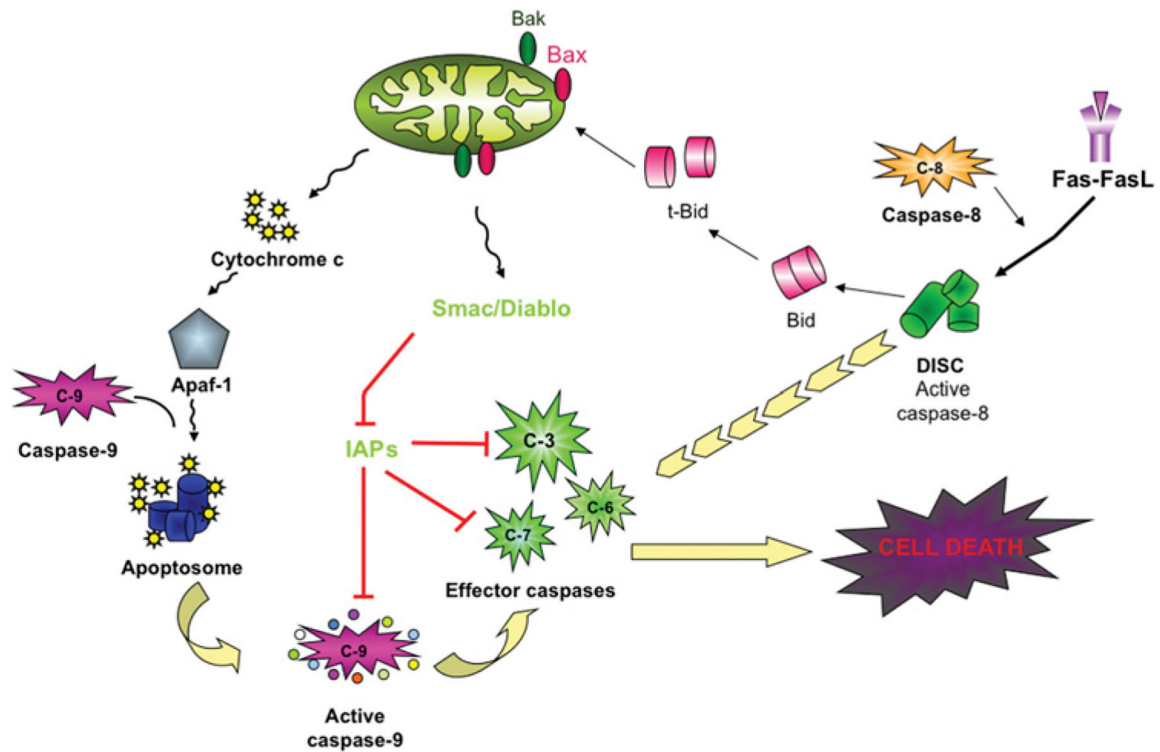 Bak
Bax
C-8
Caspase-8
Fas-FasL
t-Bid
Bid
DISC
Active
caspase-8
Cytochrome c
Smac/Diablo
Apaf-1
C-9
Caspase-9
IAPs
C-3
C-6
C-7
Effector caspases
CELL DEATH
Apoptosome
C-9
Active
caspase-9